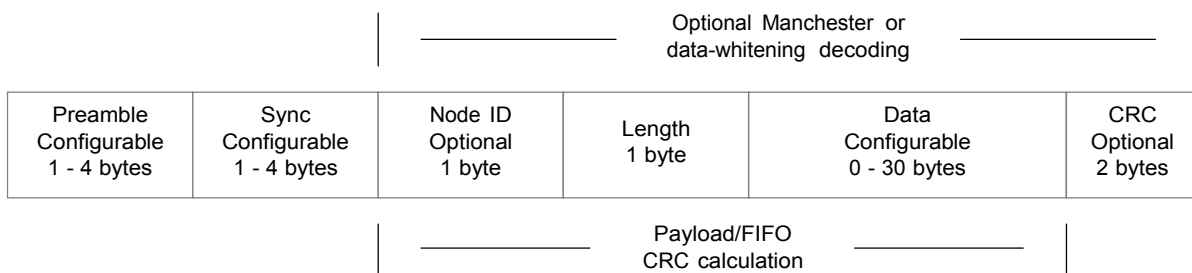 Optional Manchester or
data-whitening decoding
Preamble
Configurable
1 - 4 bytes
Sync
Configurable
1 - 4 bytes
Node ID
Optional
1 byte
Length
1 byte
Data
Configurable
0 - 30 bytes
CRC
Optional
2 bytes
Payload/FIFO
CRC calculation